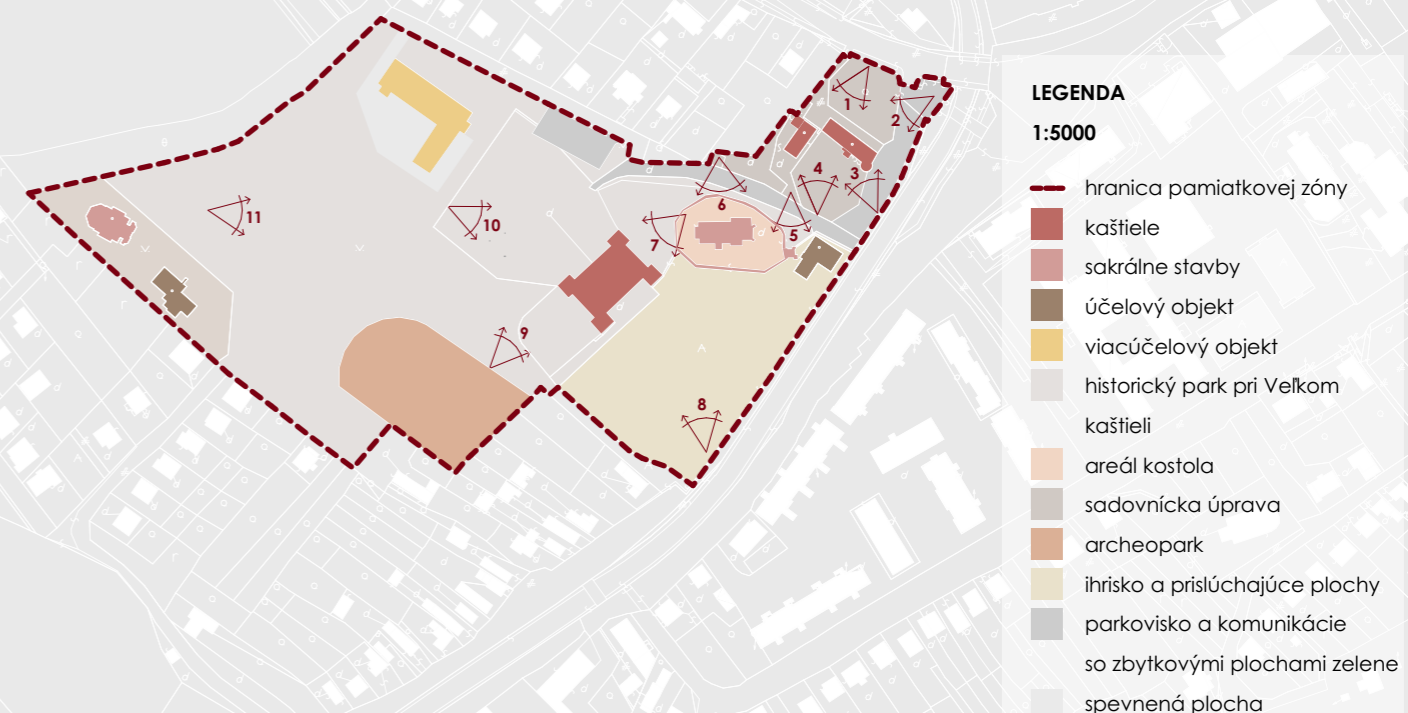 LEGENDA
1:5000
hranica pamiatkovej zóny
kaštiele
sakrálne stavby
účelový objekt
viacúčelový objekt
historický park pri Veľkom
kaštieli
areál kostola
sadovnícka úprava
archeopark
ihrisko a prislúchajúce plochy
parkovisko a komunikácie
so zbytkovými plochami zelene
spevnená plocha
1
2
3
4
5
6
7
8
9
10
11